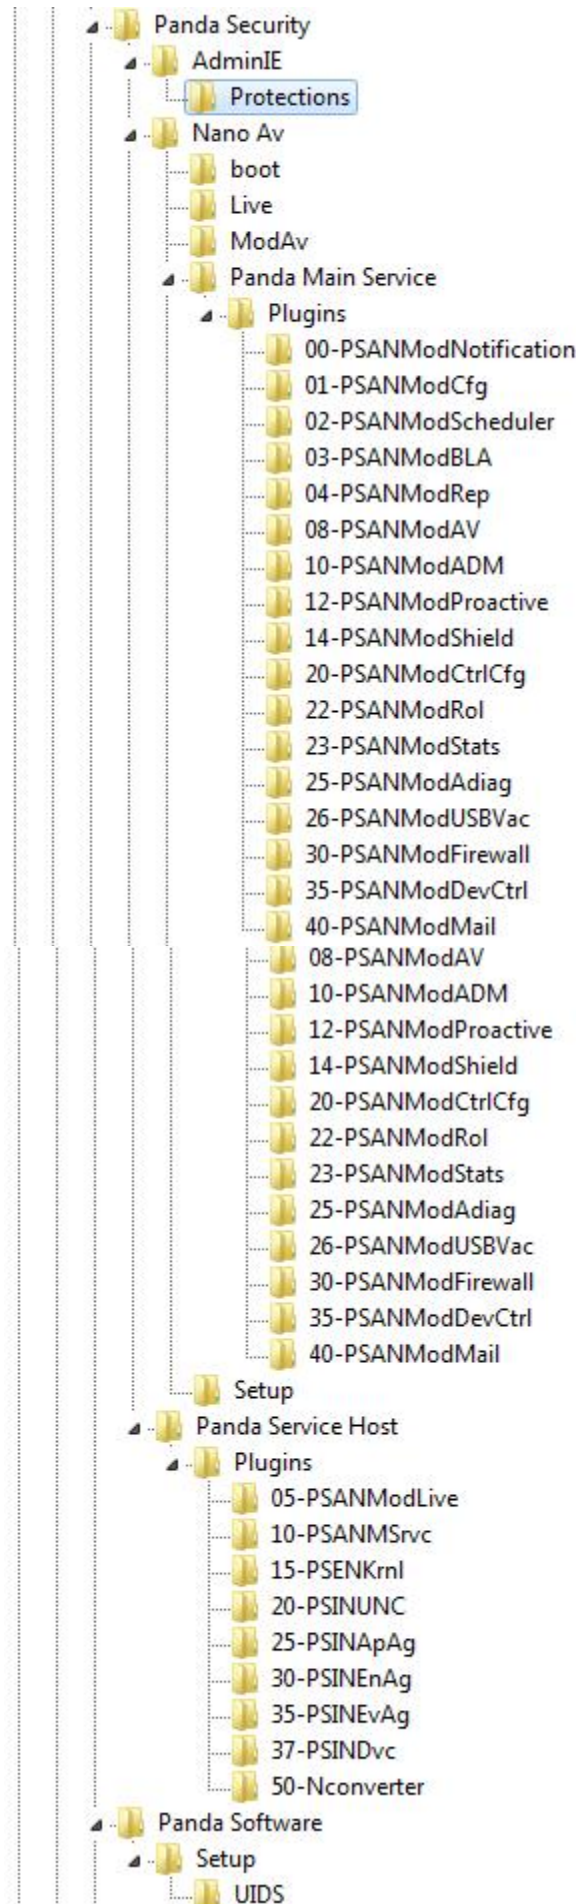 Panda Security
AdminIE
Protections
Nano Av
boot
Live
ModAv
Panda Main Service
Plugins
00-PSANModNotification
01-PSANModCfg
02-PSANModScheduler
03-PSANModBLA
04-PSANModRep
08-PSANModAV
10-PSANModADM
12-PSANModProactive
14-PSANModShield
20-PSANModCtrlCfg
22-PSANModRol
23-PSANModStats
25-PSANModAdiag
26-PSANModUSBVac
30-PSANModFirewall
35-PSANModDevCtrl
40-PSANModMail
08-PSANModAV
10-PSANModADM
12-PSANModProactive
14-PSANModShield
20-PSANModCtrlCfg
22-PSANModRol
23-PSANModStats
25-PSANModAdiag
26-PSANModUSBVac
30-PSANModFirewall
35-PSANModDevCtrl
40-PSANModMail
Setup
Panda Service Host
Plugins
05-PSANModLive
10-PSANMSrvc
15-PSENKrnl
20-PSINUNC
25-PSINApAg
30-PSINEnAg
35-PSINEvAg
37-PSINDvc
50-Nconverter
Panda Software
Setup
UIDS